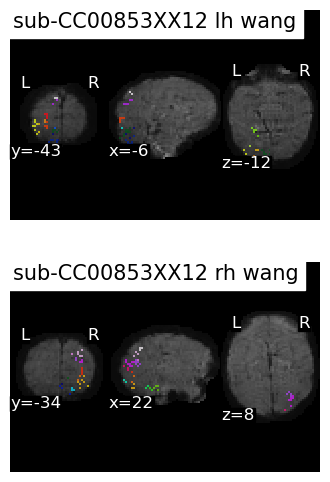 sub-CC00853XX12 lh wang
L R
L R
y=-43
x=-6
z=-12
sub-CC00853XX12 rh wang
L R
L R
y=-34
x=22
z=8